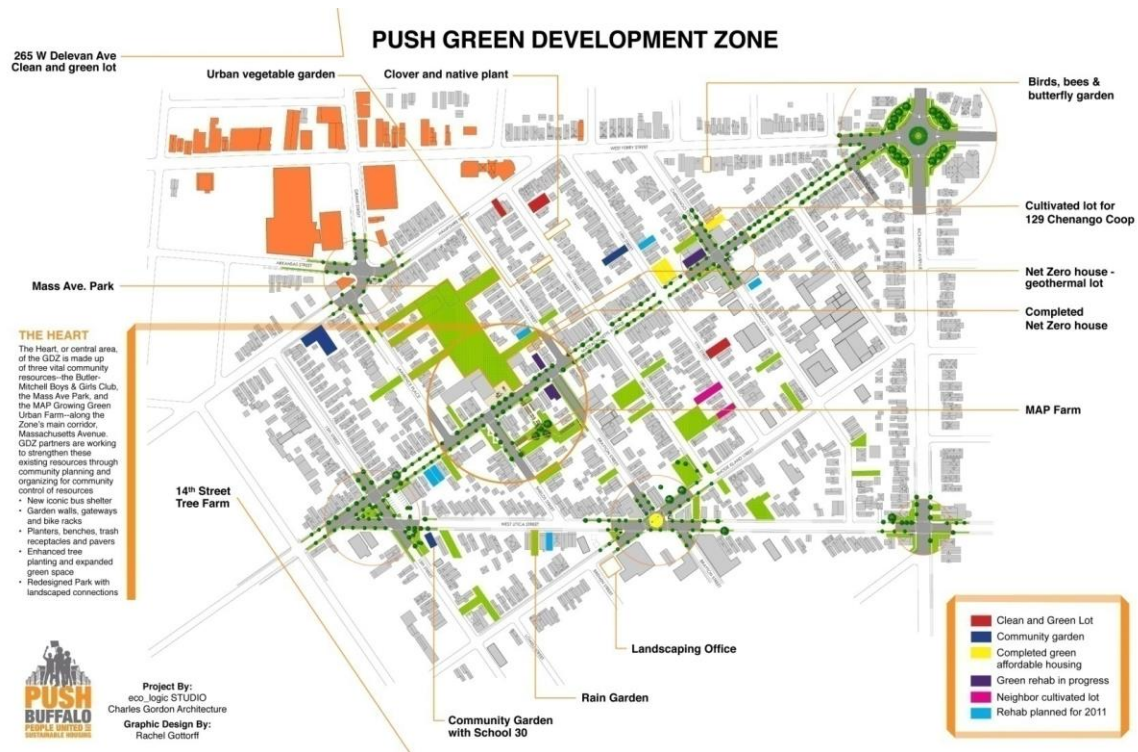 PUSH GREEN DEVELOPMENT ZONE
265 W Delevan Ave
Clean and green lot
Urban vegetable garden
Clover and native plant
Birds, bees &
butterfly garden
Cultivated lot for
129 Chenango Coop
Net Zero house -
geothermal lot
Completed
Net Zero house
MAP Farm
Mass Ave. Park
THE HEART
The Heart, or central area,
of the GDZ is made up
of three vital community
resources--the Butler-
Mitchell Boys & Girls Club,
the Mass Ave Park, and
the MAP Growing Green
Urban Farm--along the
Zone's main corridor,
Massachusetts Avenue.
GDZ partners are working
to strengthen these
existing resources through
community planning and
organizing for community
control of resources
• New iconic bus shelter
• Garden walls, gateways
and bike racks
• Planters, benches, trash
receptacles and pavers
• Enhanced tree
planting and expanded
green space
• Redesigned Park with
landscaped connections
14th Street
Tree Farm
WEST FERRY STREET
WEST UTICA STREET
Landscaping Office
Rain Garden
Community Garden
with School 30
Clean and Green Lot
Community garden
Completed green
affordable housing
Green rehab in progress
Neighbor cultivated lot
Rehab planned for 2011
PUSH
BUFFALO
PEOPLE UNITED FOR
SUSTAINABLE HOUSING
Project By:
eco_logic STUDIO
Charles Gordon Architecture
Graphic Design By:
Rachel Gottorff